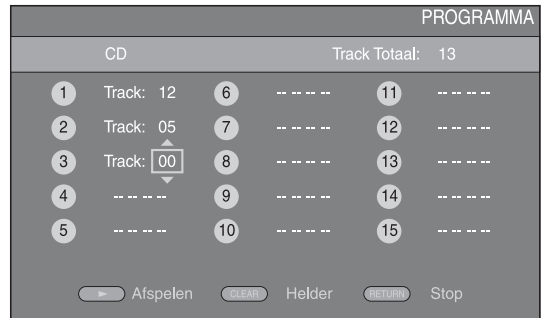 PROGRAMMA
CD Track Totaal: 13
1 Track: 12 6 -- -- -- -- 11 -- -- -- --
2 Track: 05 7 -- -- -- -- 12 -- -- -- --
3 Track: 00 8 -- -- -- -- 13 -- -- -- --
4 -- -- -- -- 9 -- -- -- -- 14 -- -- -- --
5 -- -- -- -- 10 -- -- -- -- 15 -- -- -- --
Afspelen CLEAR Helder RETURN Stop